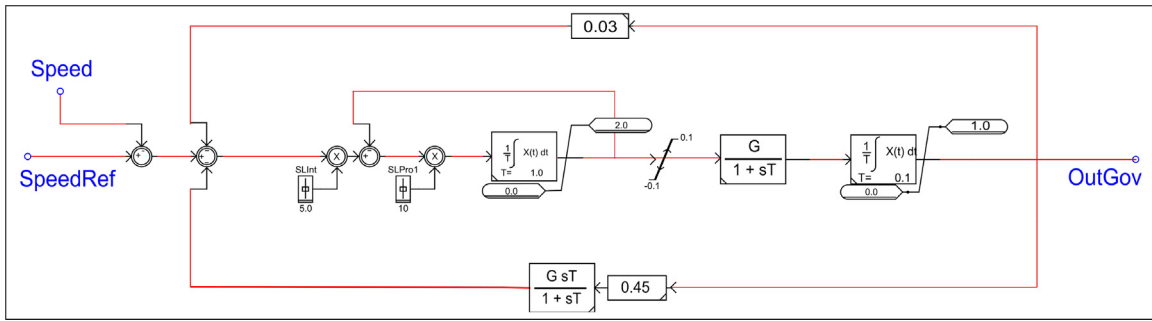 0.03
Speed
SpeedRef
SLInt
5.0
X
SLPro1
10
X
1
T
X(t) dt
T= 1.0
2.0
0.0
0.1
-0.1
G
1 + sT
1
T
X(t) dt
T= 0.1
1.0
0.0
OutGov
G sT
1 + sT
0.45